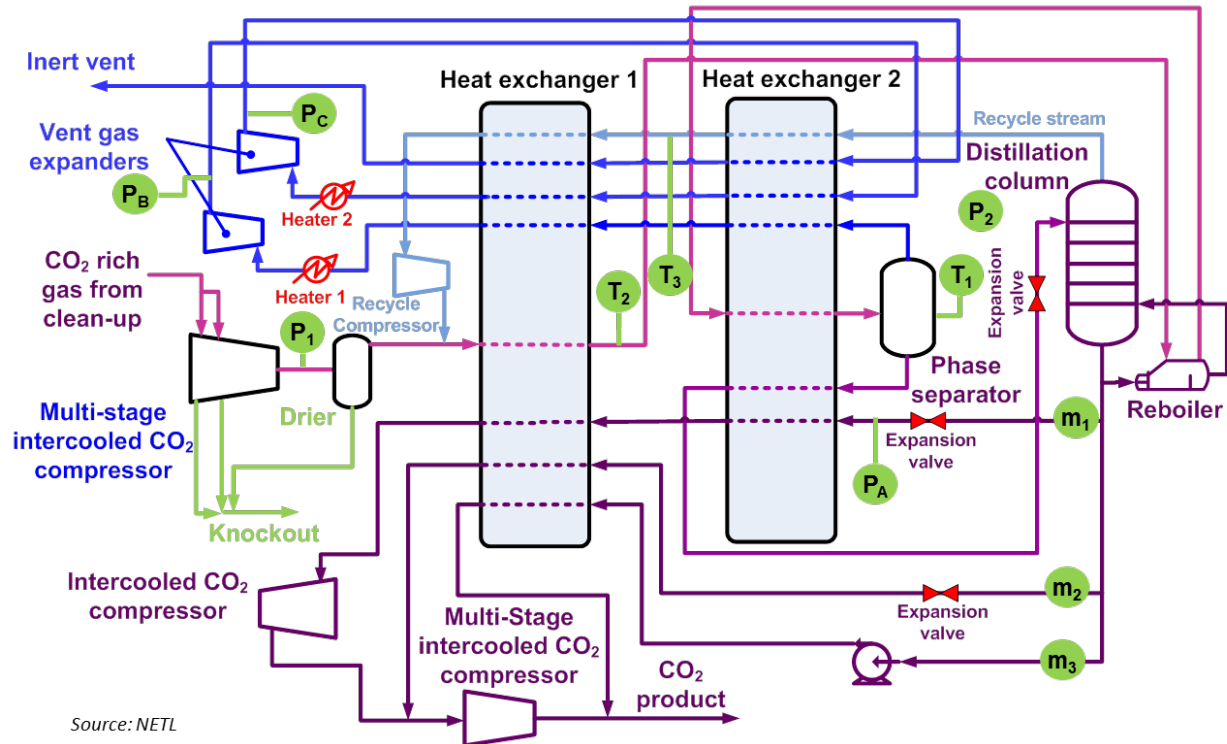 Inert vent
Heat exchanger 1
Heat exchanger 2
P_C
Recycle stream
Vent gas
expanders
Distillation
column
P_B
Heater 2
P_2
CO₂ rich
gas from
clean-up
Heater 1
T_2
T_3
T_1
Expansion
valve
Recycle
Compressor
P_1
Phase
separator
Reboiler
Drier
Multi-stage
intercooled CO₂
compressor
m_1
Expansion
valve
P_A
Knockout
Intercooled CO₂
compressor
m_2
Expansion
valve
Multi-Stage
intercooled CO₂
compressor
m_3
CO₂
product
Source: NETL